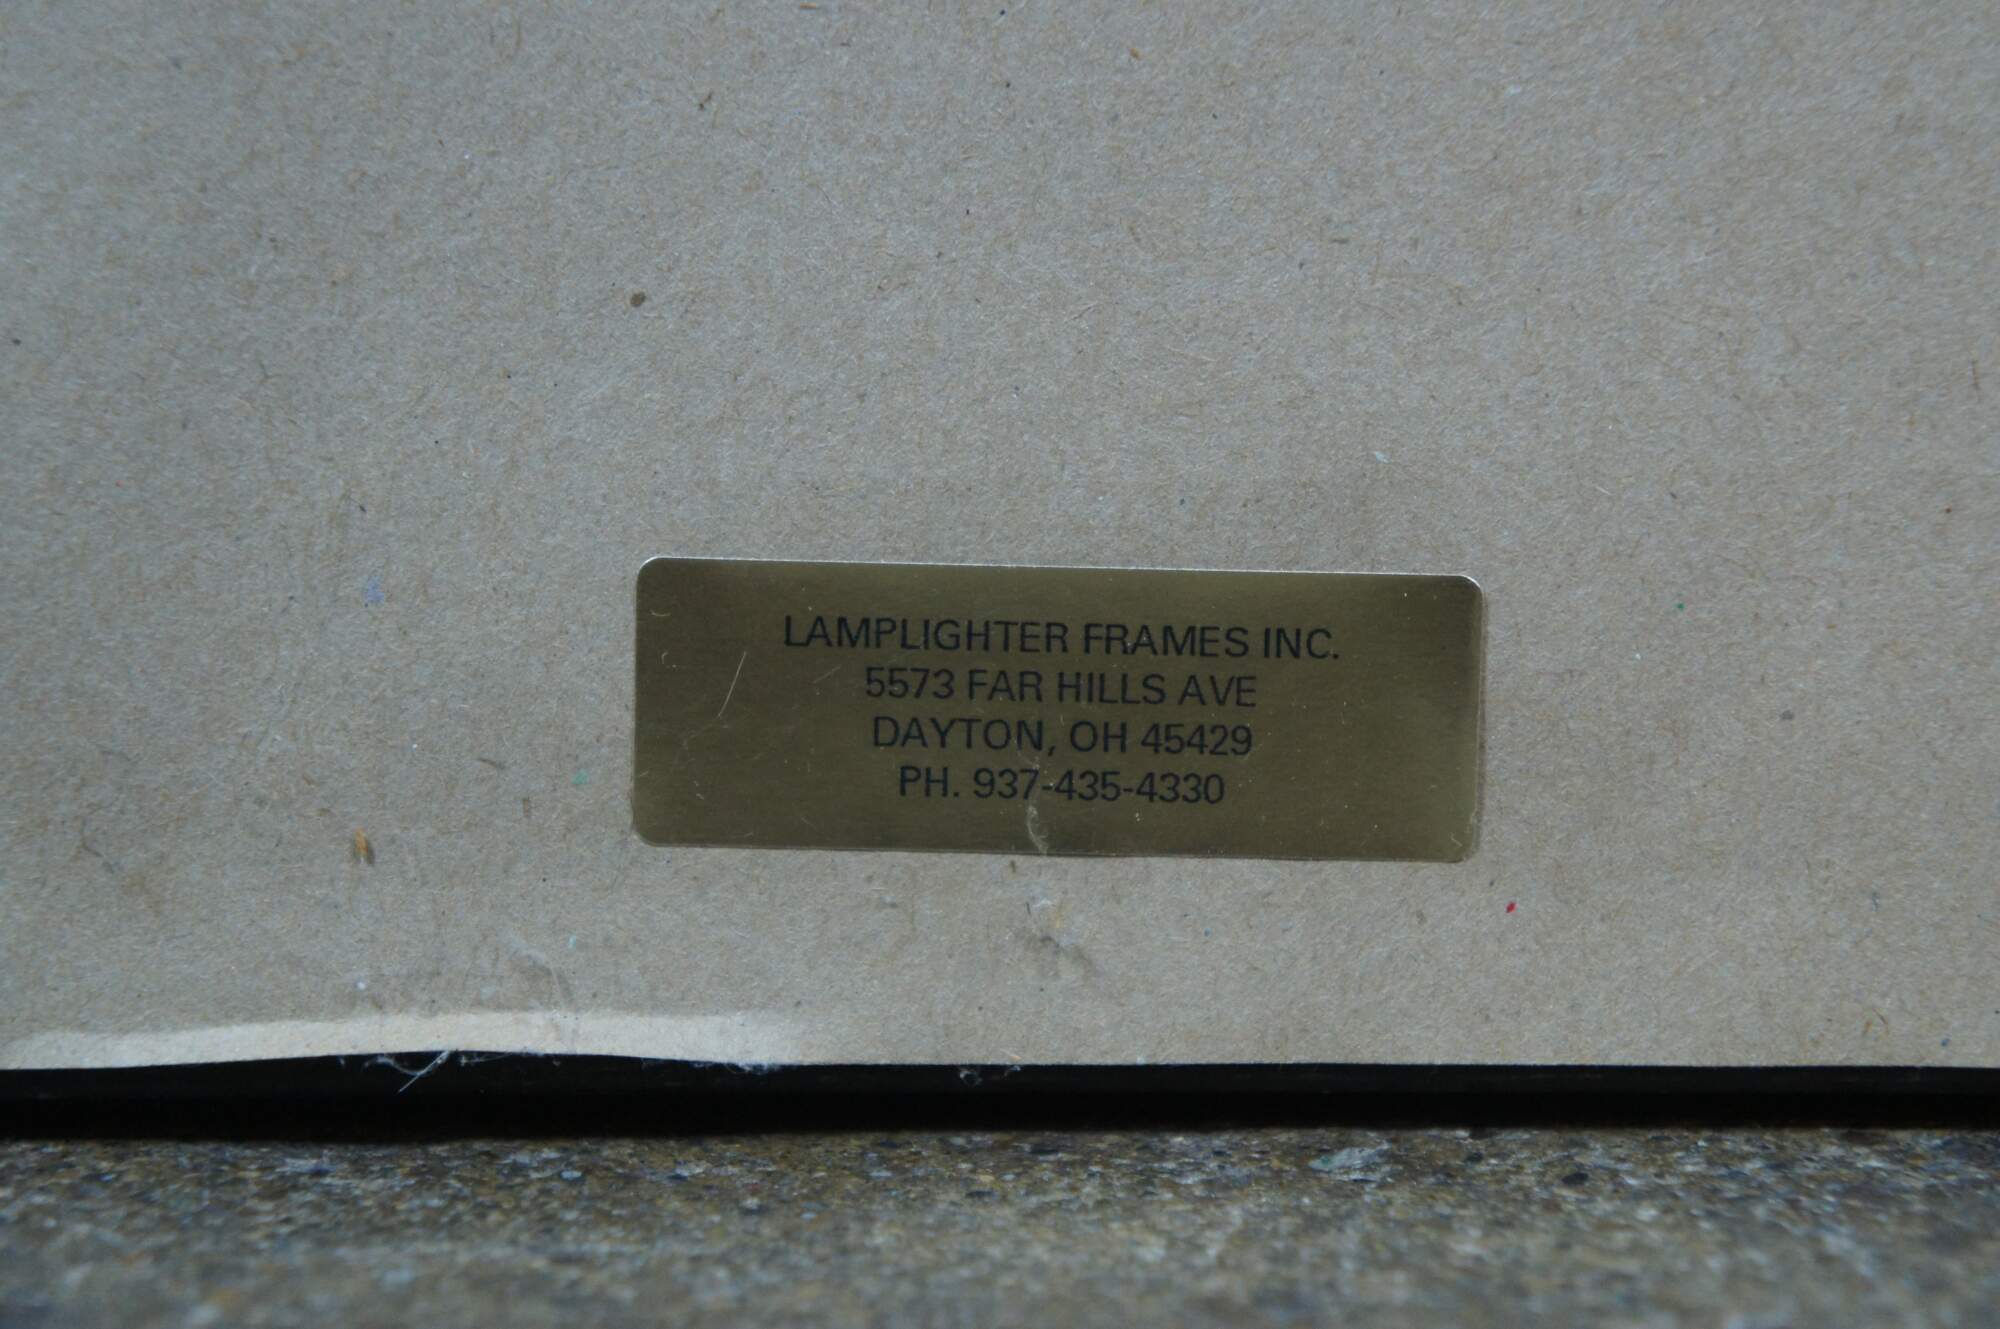 LAMPLIGHTER FRAMES INC.
5573 FAR HILLS AVE
DAYTON, OH 45429
PH. 937-435-4330